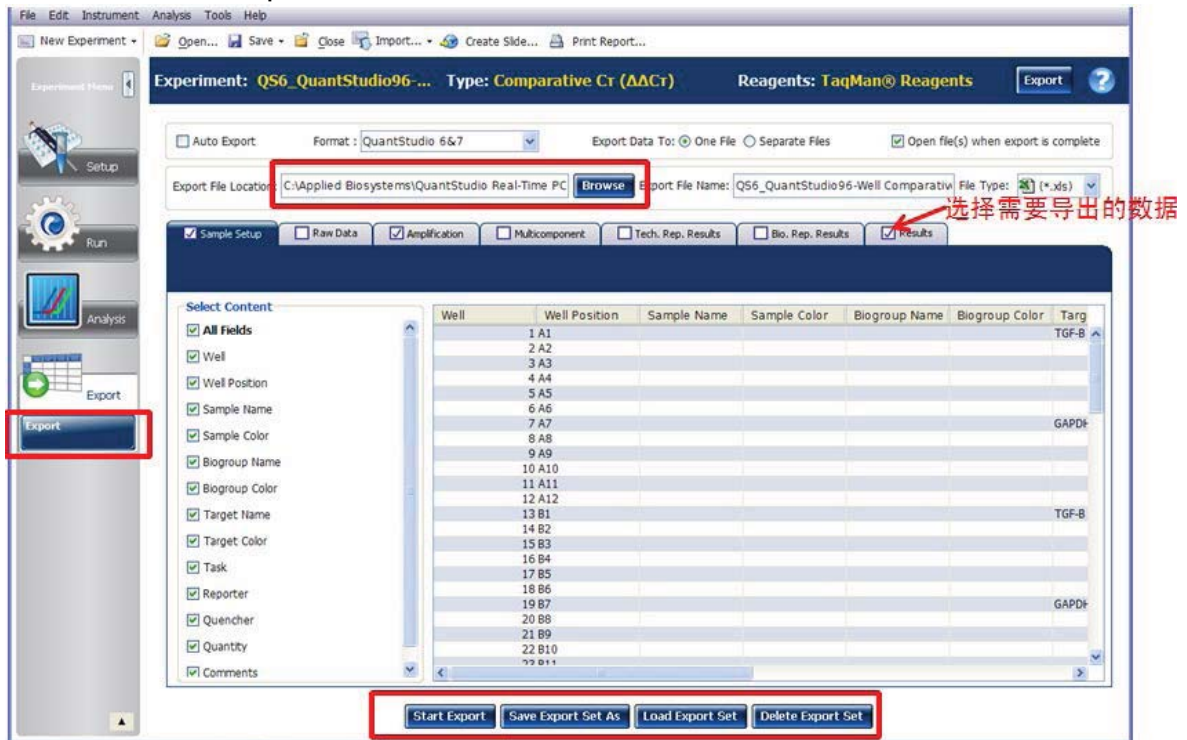 File Edit Instrument Analysis Tools Help
New Experiment Open... Save Close Import... Create Slide... Print Report...
Experiment Menu
Experiment: QS6_QuantStudio96-... Type: Comparative Cт (ΔΔCт) Reagents: TaqMan® Reagents Export
Auto Export Format : QuantStudio 6&7 Export Data To: One File Separate Files Open file(s) when export is complete
Setup
Export File Location: C:\Applied Biosystems\QuantStudio Real-Time PC Browse Export File Name: QS6_QuantStudio96-Well Comparativ File Type: (*.xls)
选择需要导出的数据
Sample Setup Raw Data Amplification Multicomponent Tech. Rep. Results Bio. Rep. Results Results
Run
Select Content
Well Well Position Sample Name Sample Color Biogroup Name Biogroup Color Targ
All Fields
Well
Well Position
Sample Name
Sample Color
Biogroup Name
Biogroup Color
Target Name
Target Color
Task
Reporter
Quencher
Quantity
Comments
1 A1 TGF-B
2 A2
3 A3
4 A4
5 A5
6 A6
7 A7 GAPDH
8 A8
9 A9
10 A10
11 A11
12 A12
13 B1 TGF-B
14 B2
15 B3
16 B4
17 B5
18 B6
19 B7 GAPDH
20 B8
21 B9
22 B10
23 B11
Analysis
Export
Export
Start Export Save Export Set As Load Export Set Delete Export Set